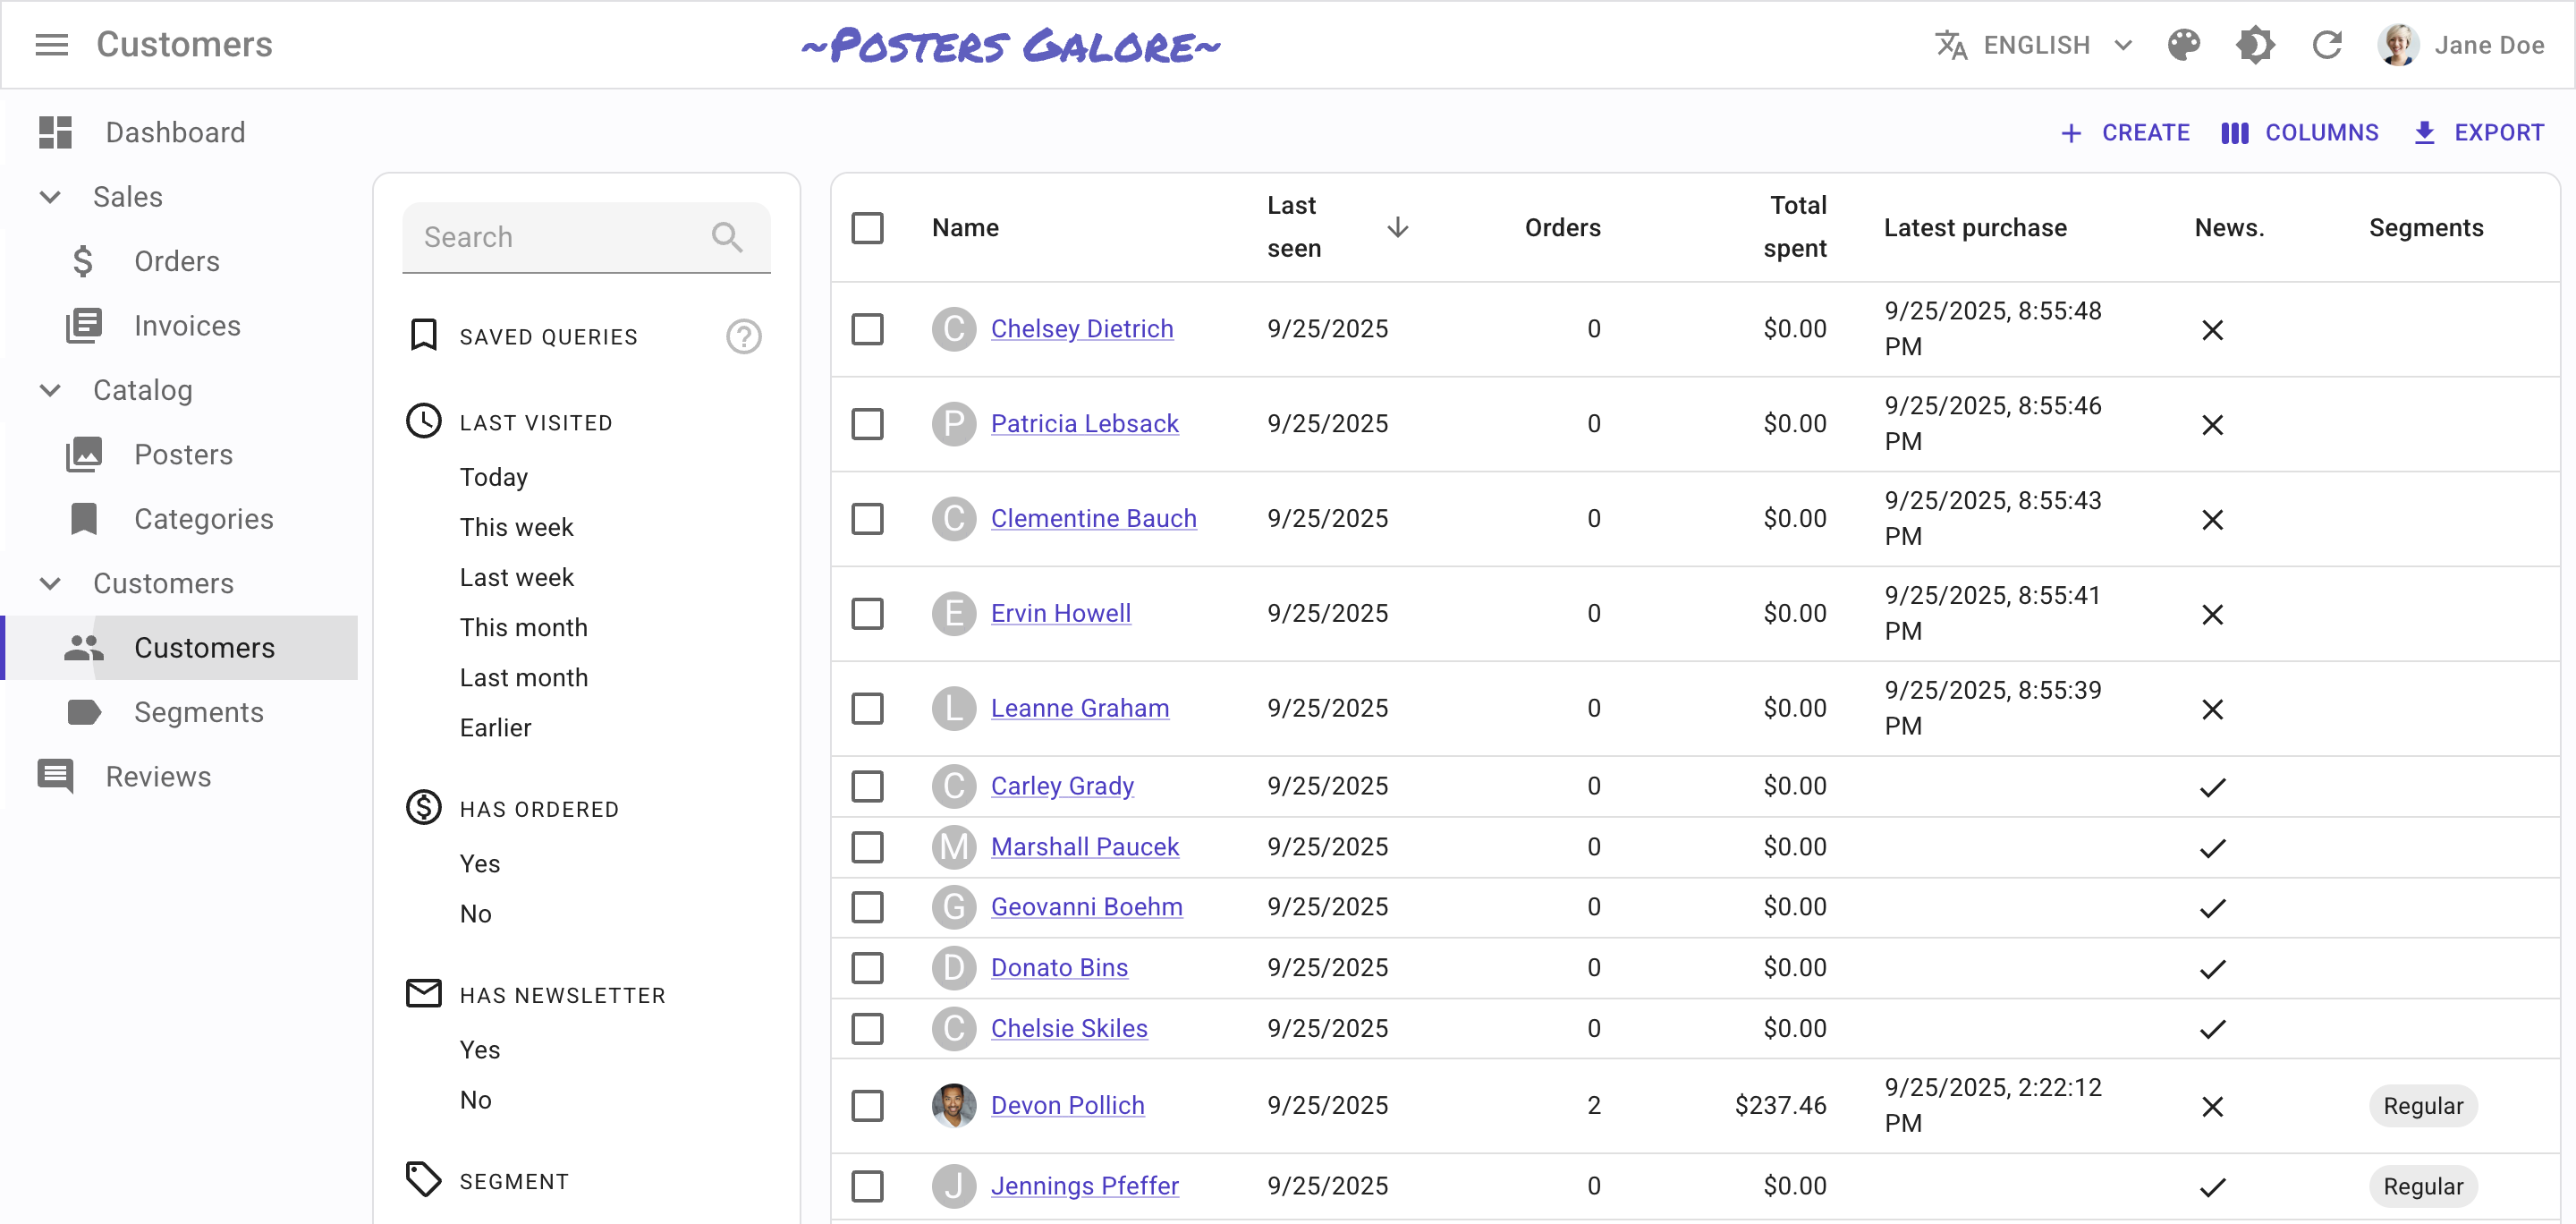 Customers
~Posters Galore~
ENGLISH
Jane Doe
Dashboard
Sales
Orders
Invoices
Catalog
Posters
Categories
Customers
Customers
Segments
Reviews
CREATE
COLUMNS
EXPORT
Search
SAVED QUERIES
?
LAST VISITED
Today
This week
Last week
This month
Last month
Earlier
HAS ORDERED
Yes
No
HAS NEWSLETTER
Yes
No
SEGMENT
Name Last seen Orders Total spent Latest purchase News. Segments
C Chelsey Dietrich 9/25/2025 0 $0.00 9/25/2025, 8:55:48 PM
P Patricia Lebsack 9/25/2025 0 $0.00 9/25/2025, 8:55:46 PM
C Clementine Bauch 9/25/2025 0 $0.00 9/25/2025, 8:55:43 PM
E Ervin Howell 9/25/2025 0 $0.00 9/25/2025, 8:55:41 PM
L Leanne Graham 9/25/2025 0 $0.00 9/25/2025, 8:55:39 PM
C Carley Grady 9/25/2025 0 $0.00
M Marshall Paucek 9/25/2025 0 $0.00
G Geovanni Boehm 9/25/2025 0 $0.00
D Donato Bins 9/25/2025 0 $0.00
C Chelsie Skiles 9/25/2025 0 $0.00
Devon Pollich 9/25/2025 2 $237.46 9/25/2025, 2:22:12 PM Regular
J Jennings Pfeffer 9/25/2025 0 $0.00 Regular